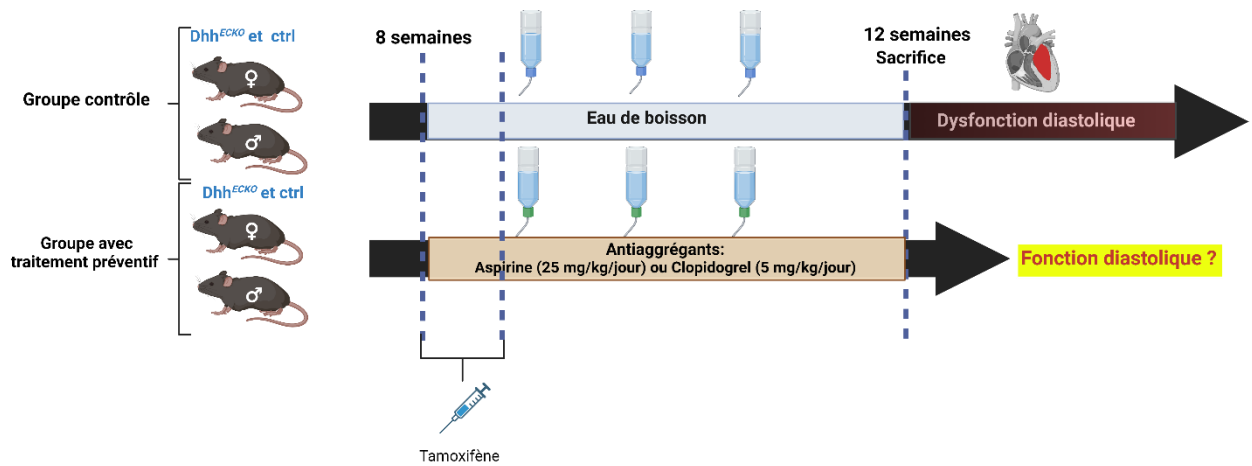 Dhh^ECKO et ctrl
8 semaines
12 semaines
Sacrifice
Groupe contrôle
♀
Eau de boisson
Dysfonction diastolique
♂
Dhh^ECKO et ctrl
Groupe avec
traitement préventif
♀
Antiaggrégants:
Aspirine (25 mg/kg/jour) ou Clopidogrel (5 mg/kg/jour)
Fonction diastolique ?
♂
Tamoxifène